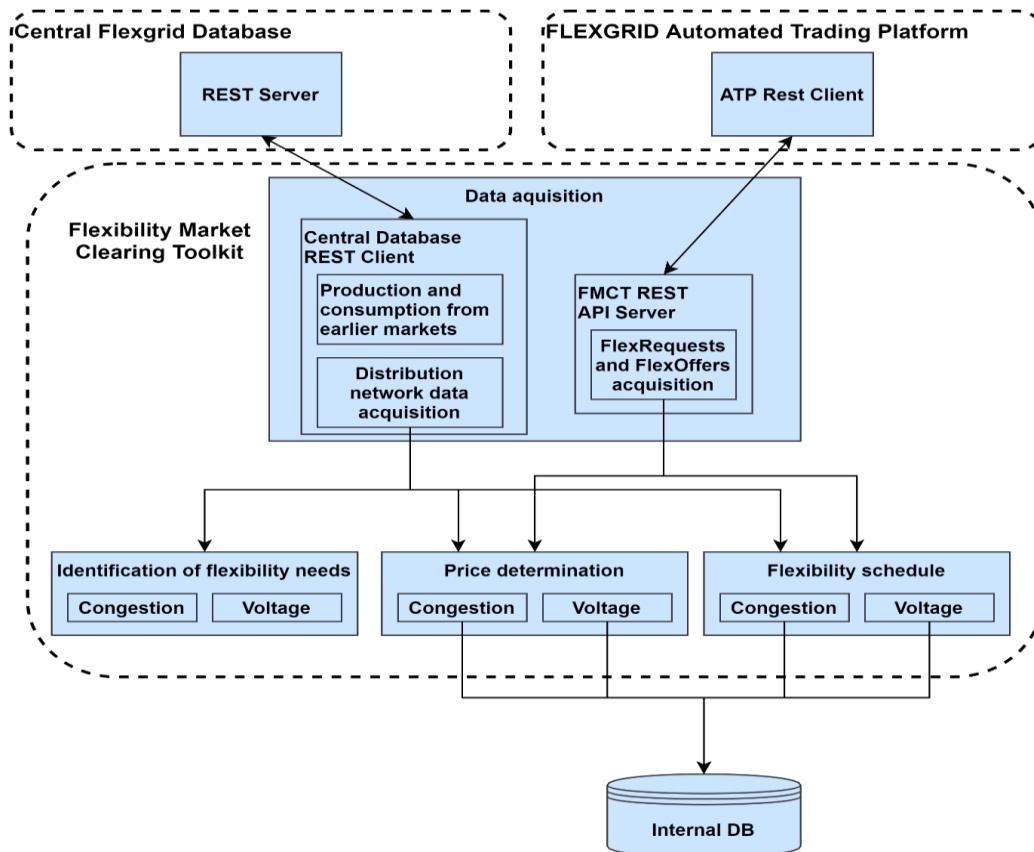 Central Flexgrid Database
FLEXGRID Automated Trading Platform
REST Server
ATP Rest Client
Data aquisition
Flexibility Market
Clearing Toolkit
Central Database
REST Client
Production and
consumption from
earlier markets
Distribution
network data
acquisition
FMCT REST
API Server
FlexRequests
and FlexOffers
acquisition
Identification of flexibility needs
Congestion
Voltage
Price determination
Congestion
Voltage
Flexibility schedule
Congestion
Voltage
Internal DB